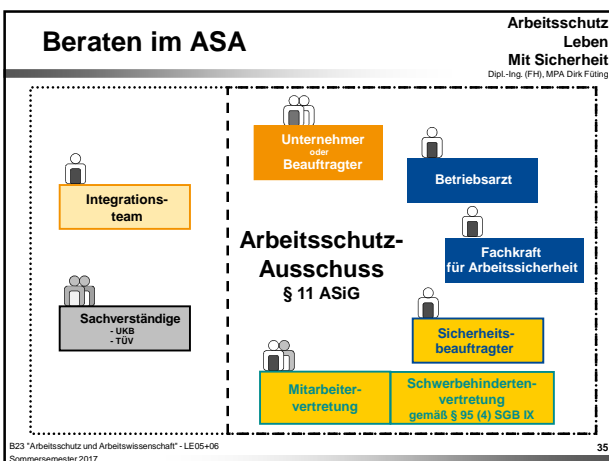 Beraten im ASA
Arbeitsschutz
Leben
Mit Sicherheit
Dipl.-Ing. (FH), MPA Dirk Füting
Unternehmer
oder
Beauftragter
Betriebsarzt
Integrations-
team
Arbeitsschutz-
Ausschuss
§ 11 ASiG
Fachkraft
für Arbeitssicherheit
Sachverständige
- UKB
- TÜV
Sicherheits-
beauftragter
Mitarbeiter-
vertretung
Schwerbehinderten-
vertretung
gemäß § 95 (4) SGB IX
B23 "Arbeitsschutz und Arbeitswissenschaft" - LE05+06
Sommersemester 2017
35